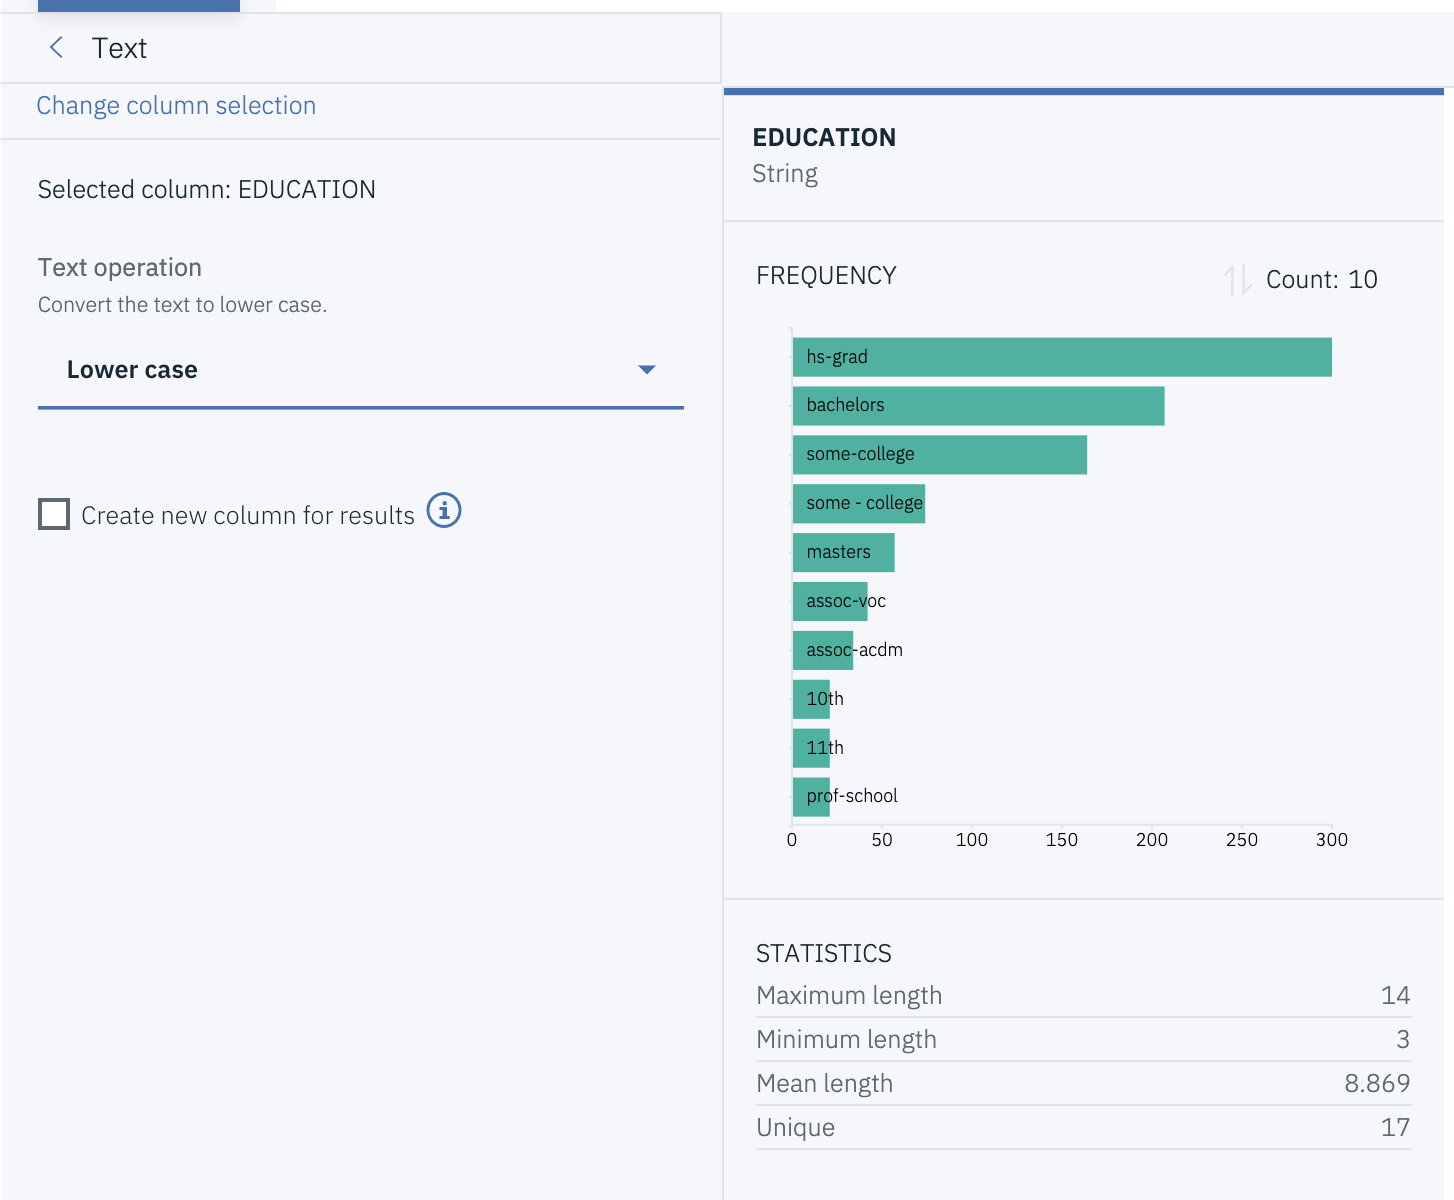 Text
Change column selection
Selected column: EDUCATION
Text operation
Convert the text to lower case.
Lower case
Create new column for results
EDUCATION
String
FREQUENCY
Count: 10
hs-grad
bachelors
some-college
some - college
masters
assoc-voc
assoc-acdm
10th
11th
prof-school
0 50 100 150 200 250 300
STATISTICS
Maximum length 14
Minimum length 3
Mean length 8.869
Unique 17